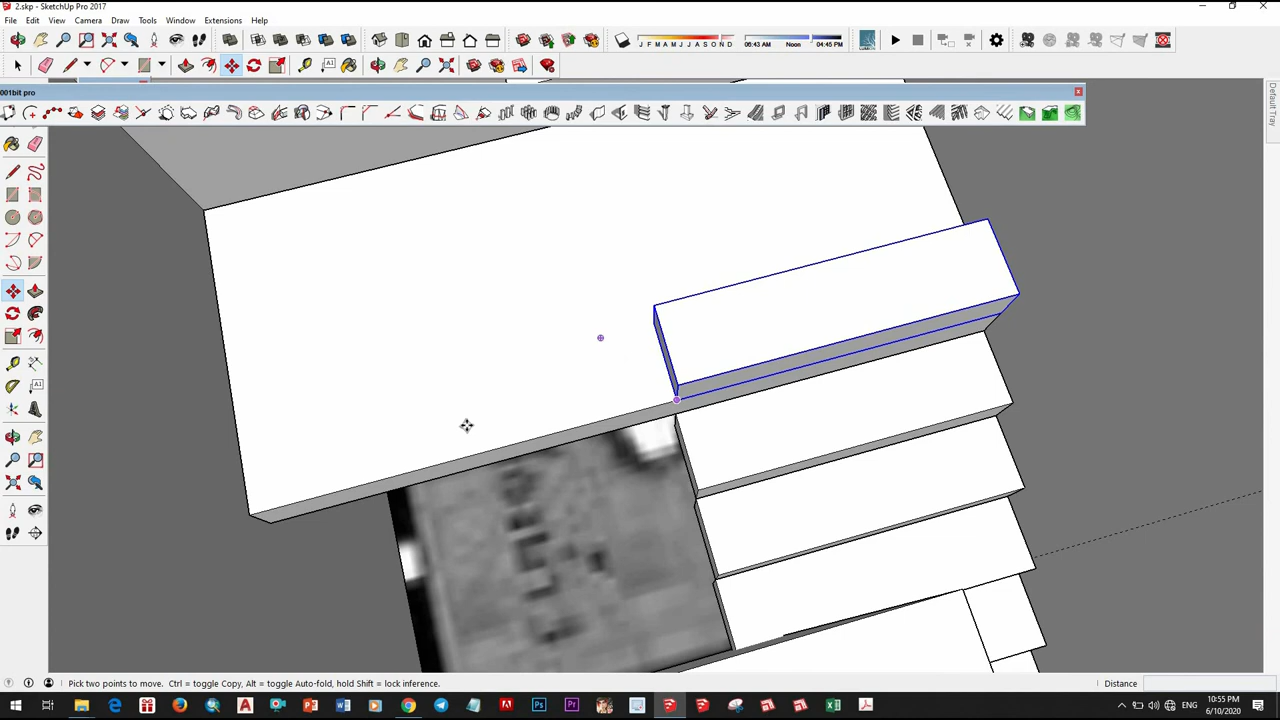 2.skp - SketchUp Pro 2017
File Edit View Camera Draw Tools Window Extensions Help
J F M A M J J A S O N D 06:43 AM Noon 04:45 PM
001bit pro
Default Tray
Pick two points to move. Ctrl = toggle Copy, Alt = toggle Auto-fold, hold Shift = lock inference. Distance
ENG 10:55 PM
6/10/2020